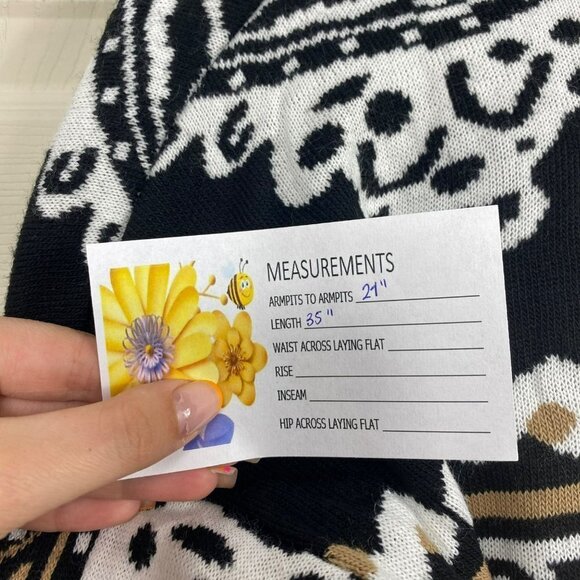 MEASUREMENTS
ARMPITS TO ARMPITS 21"
LENGTH 35"
WAIST ACROSS LAYING FLAT
RISE
INSEAM
HIP ACROSS LAYING FLAT